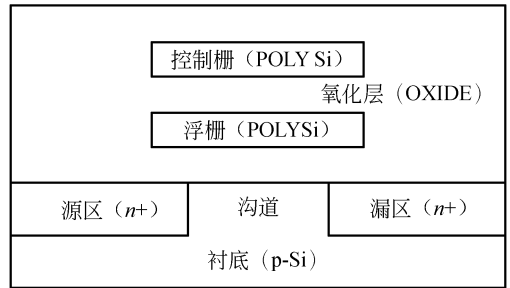 控制栅（POLY Si）
氧化层（OXIDE）
浮栅（POLYSi）
源区（n+） 沟道 漏区（n+）
衬底（p-Si）